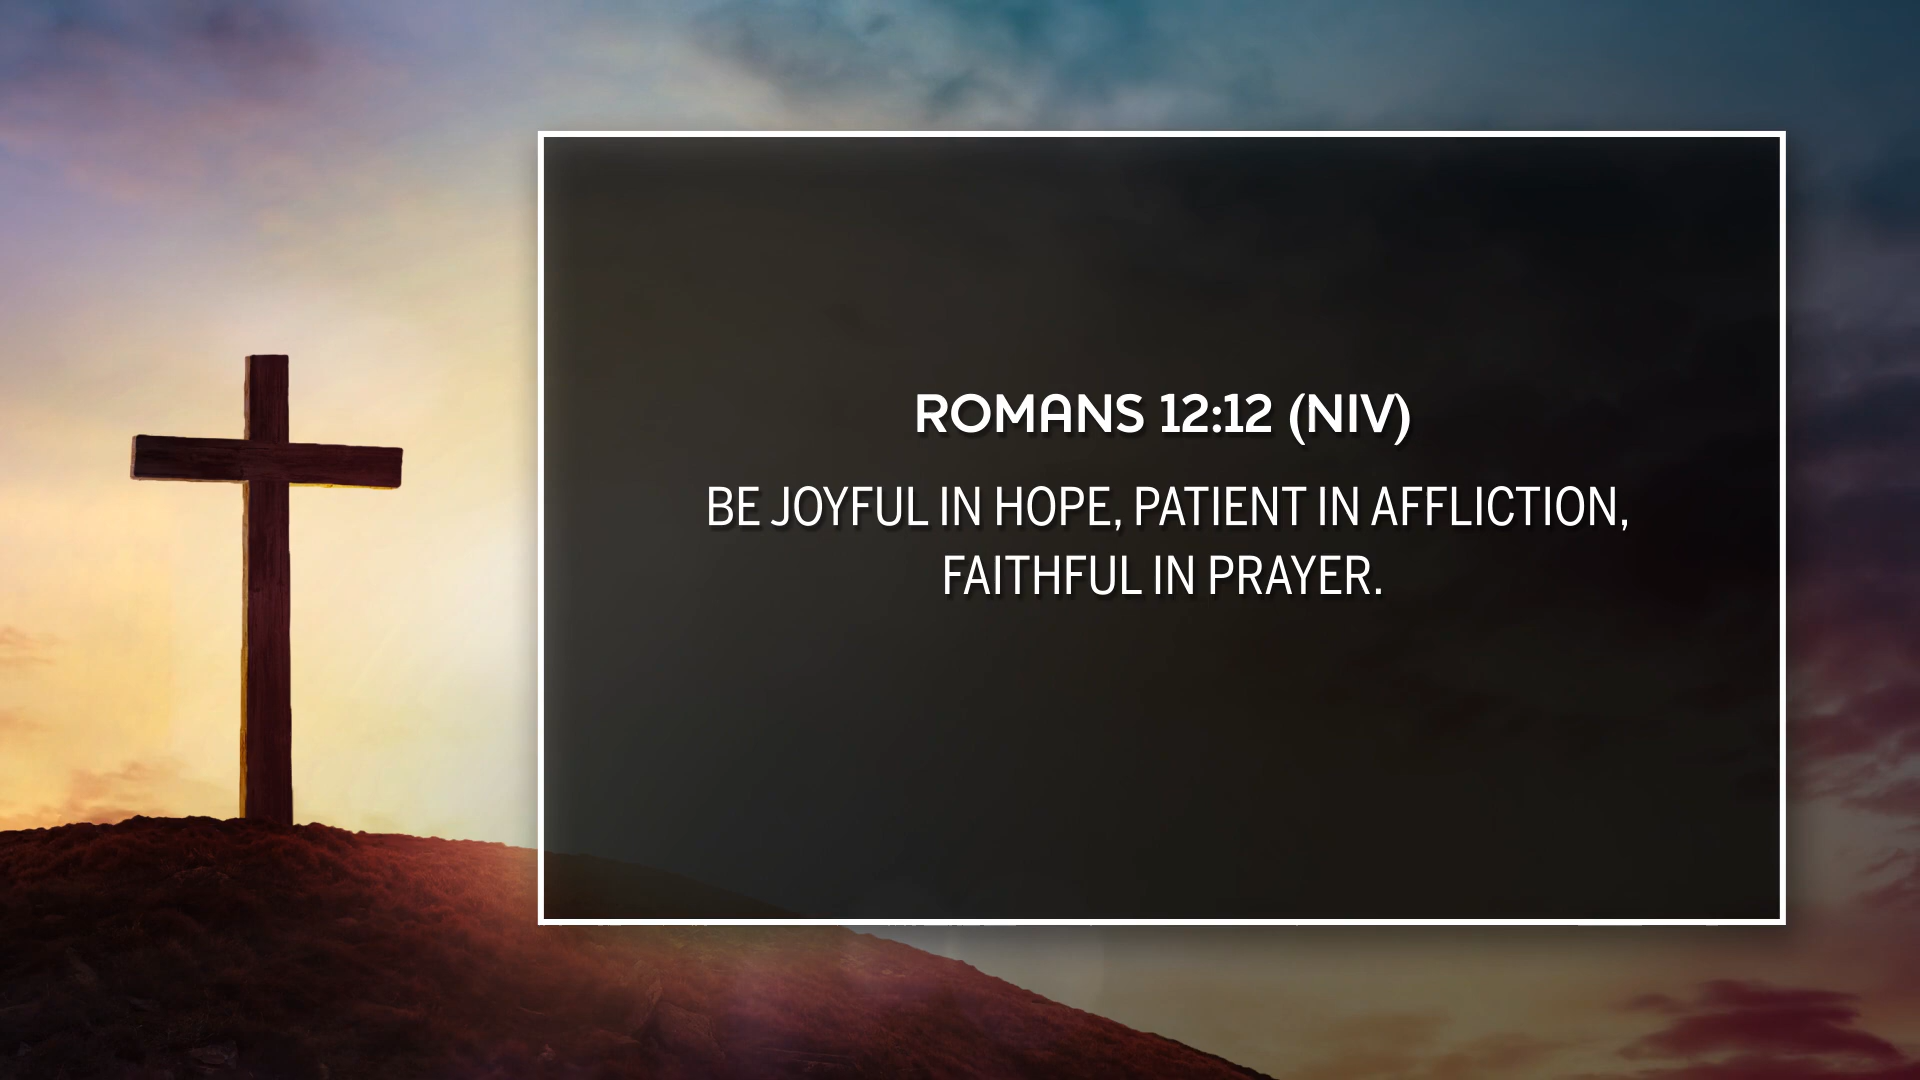 ROMANS 12:12 (NIV)
BE JOYFUL IN HOPE, PATIENT IN AFFLICTION,
FAITHFUL IN PRAYER.